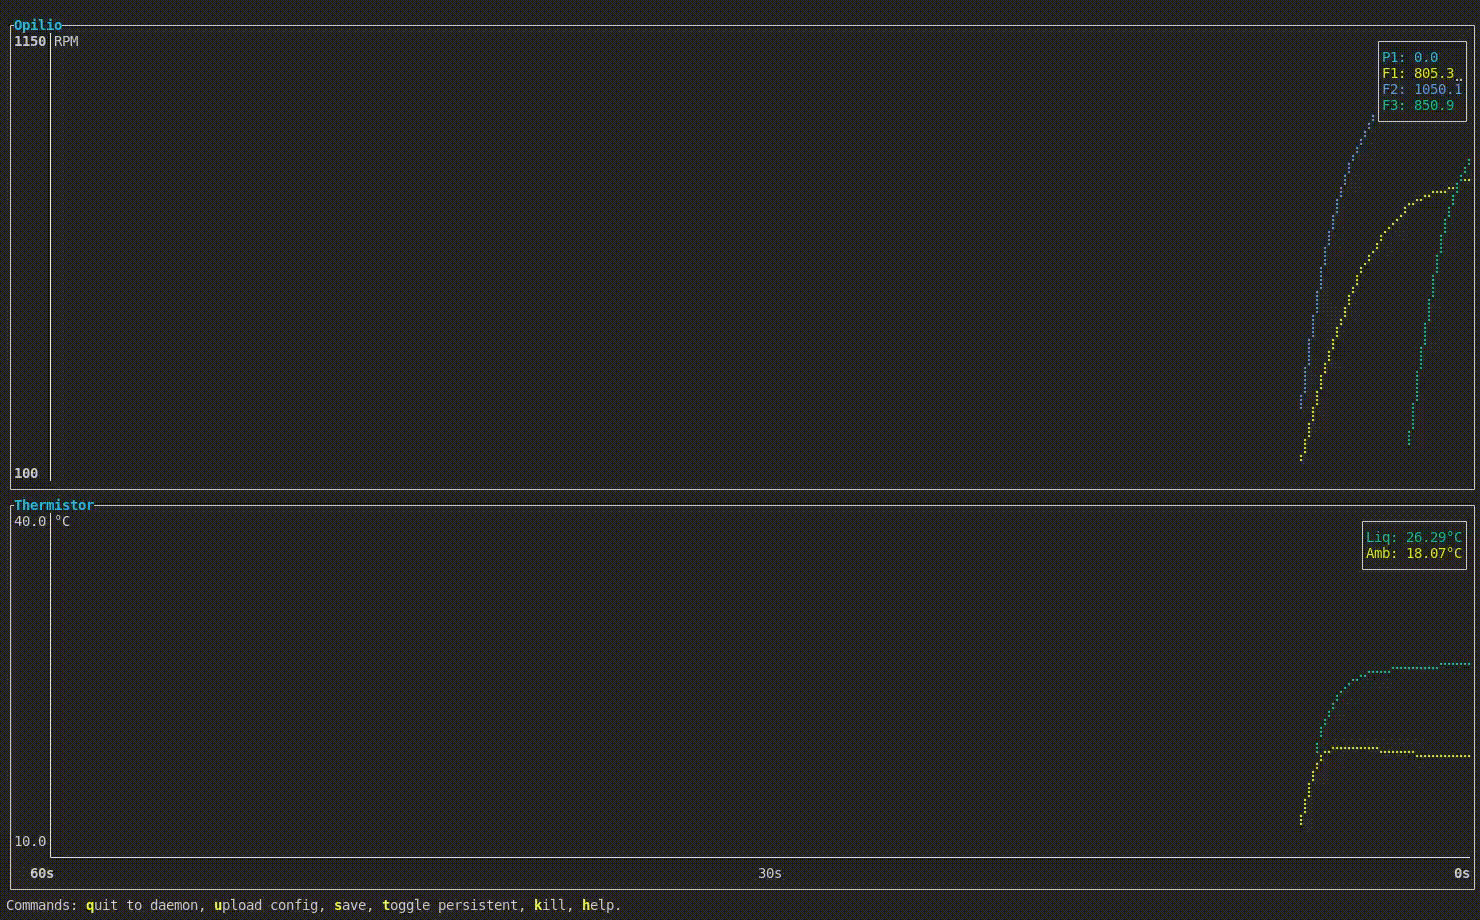 Opilio
1150 RPM
P1: 0.0
F1: 805.3
F2: 1050.1
F3: 850.9
100
Thermistor
40.0 °C
Liq: 26.29°C
Amb: 18.07°C
10.0
60s 30s 0s
Commands: quit to daemon, upload config, save, toggle persistent, kill, help.